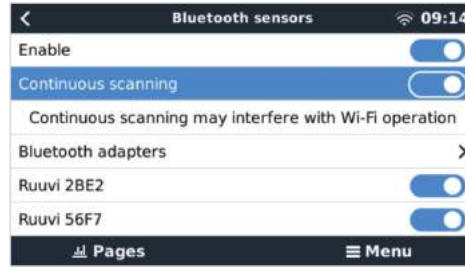 Bluetooth sensors 09:14
Enable
Continuous scanning
Continuous scanning may interfere with Wi-Fi operation
Bluetooth adapters
Ruuvi 2BE2
Ruuvi 56F7
Pages Menu